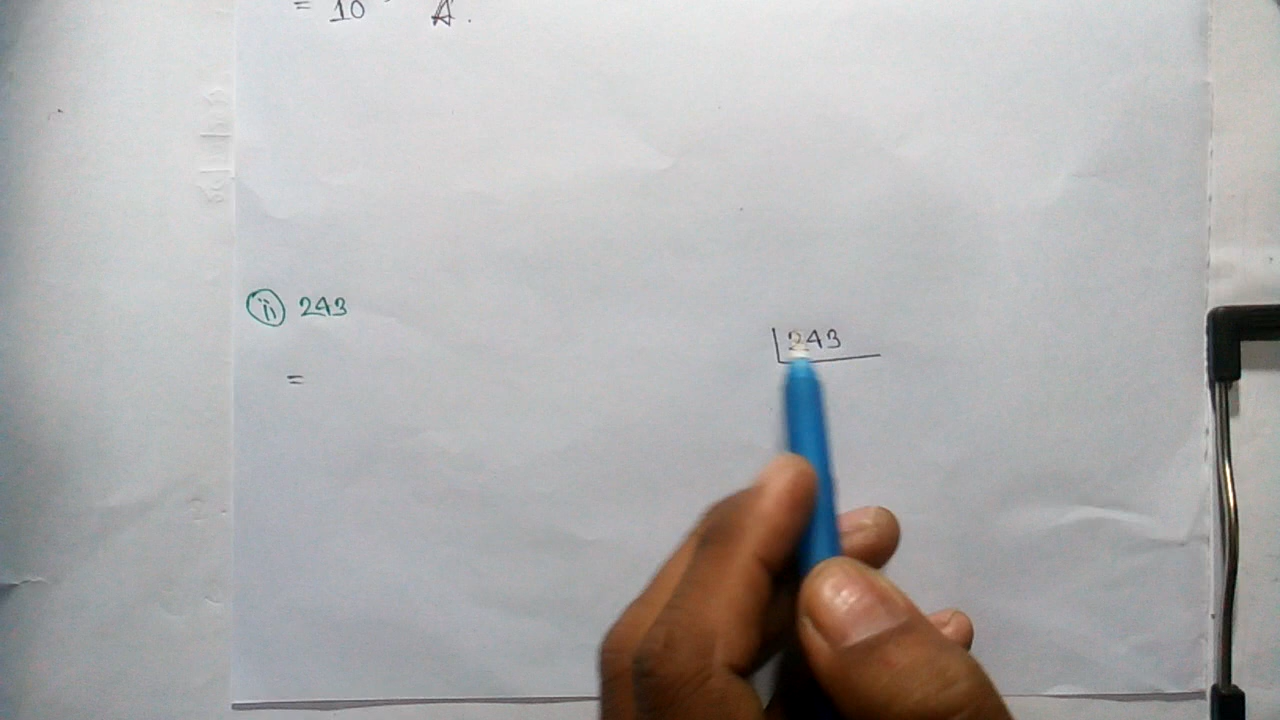 = 10 A.
ii 243
243
=